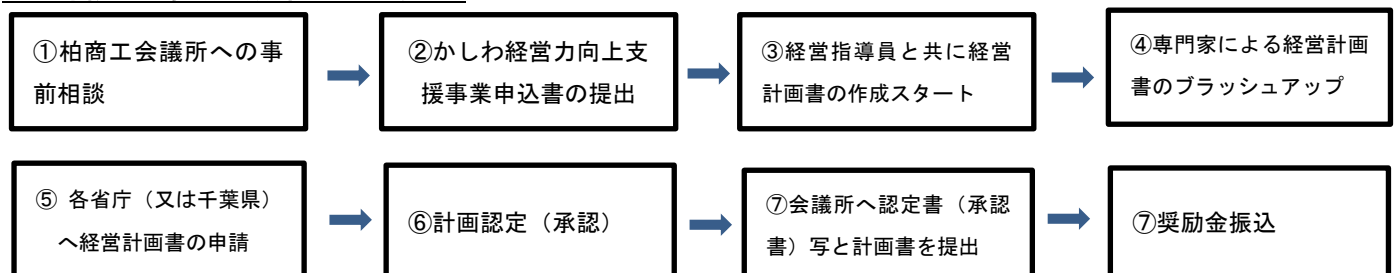 ①柏商工会議所への事
前相談
②かしわ経営力向上支
援事業申込書の提出
③経営指導員と共に経営
計画書の作成スタート
④専門家による経営計画
書のブラッシュアップ
⑤ 各省庁（又は千葉県）
へ経営計画書の申請
⑥計画認定（承認）
⑦会議所へ認定書（承認
書）写と計画書を提出
⑦奨励金振込